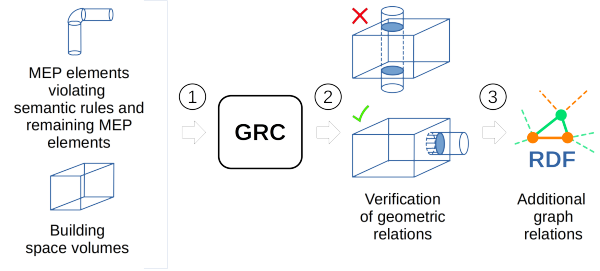 MEP elements
violating
semantic rules and
remaining MEP
elements
Building
space volumes
1
GRC
2
Verification
of geometric
relations
3
RDF
Additional
graph
relations